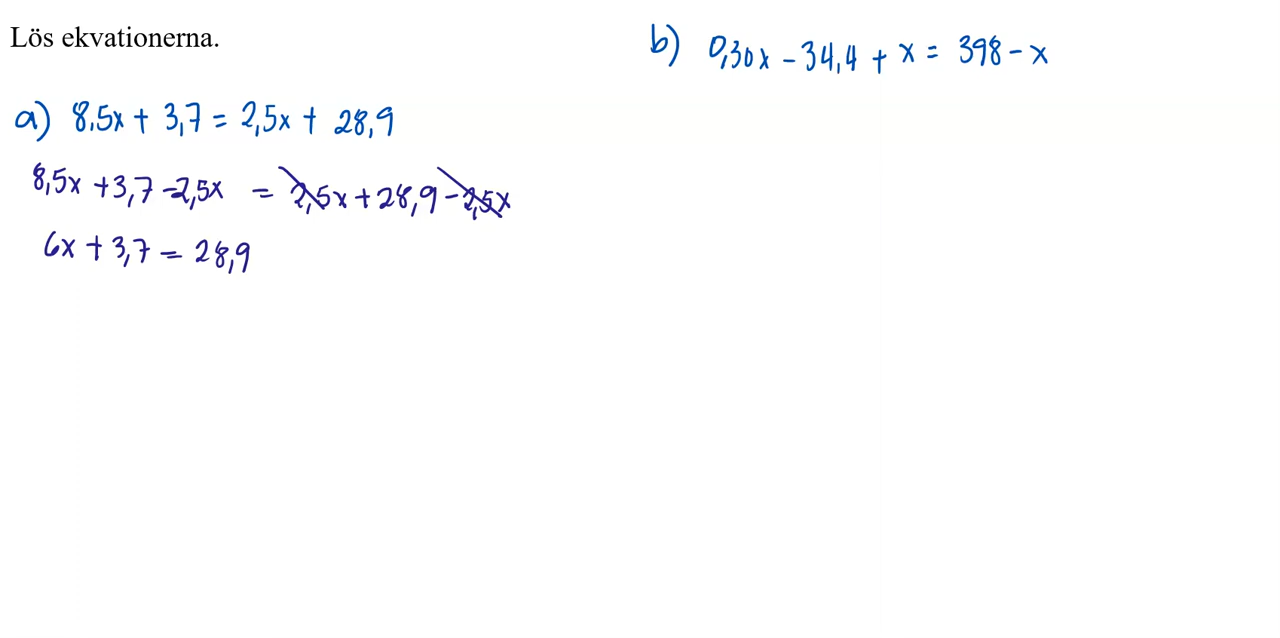 Lös ekvationerna.
a) 8,5x + 3,7 = 2,5x + 28,9
8,5x + 3,7 - 2,5x = 2,5x + 28,9 - 2,5x
6x + 3,7 = 28,9
b) 0,30x - 34,4 + x = 398 - x